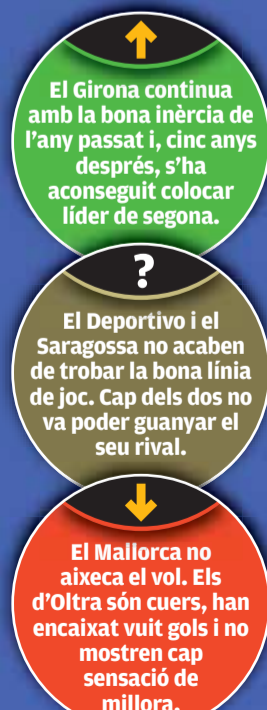 El Girona continua
amb la bona inèrcia de
l’any passat i, cinc anys
després, s’ha
aconseguit colocar
líder de segona.
?
El Deportivo i el
Saragossa no acaben
de trobar la bona línia
de joc. Cap dels dos no
va poder guanyar el
seu rival.
El Mallorca no
aixeca el vol. Els
d’Oltra són cuers, han
encaixat vuit gols i no
mostren cap
sensació de
millora.